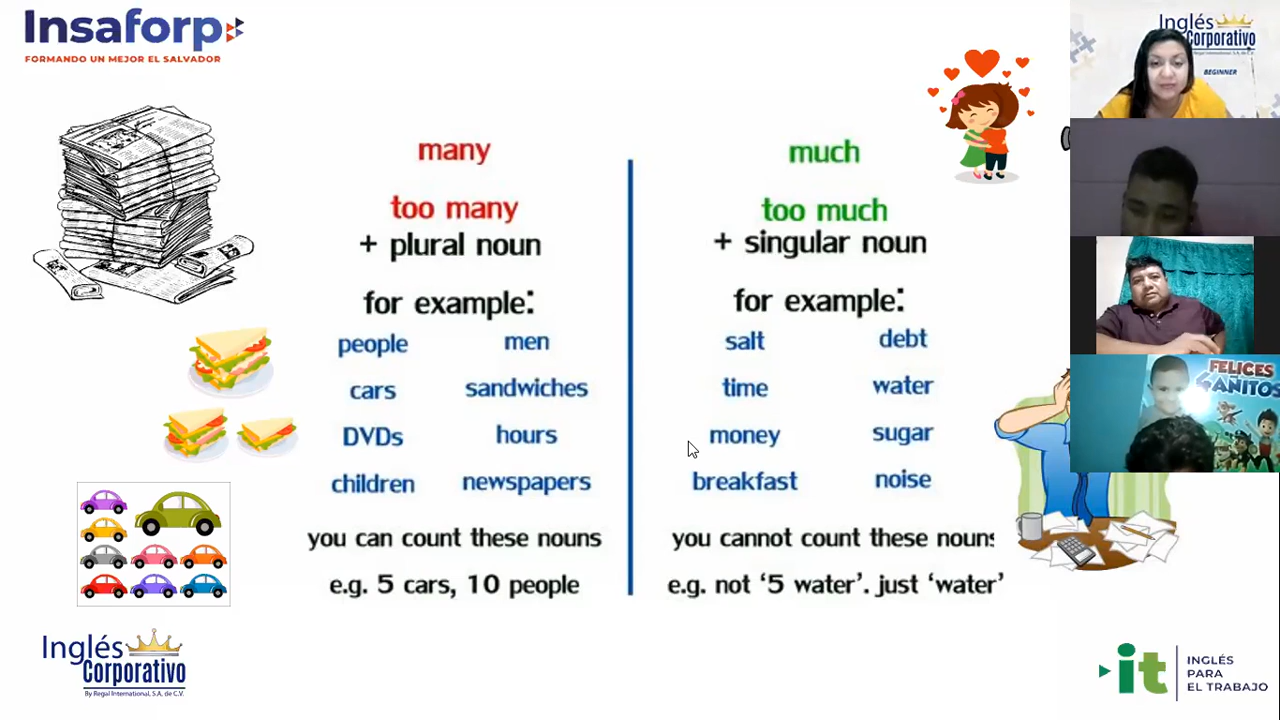 Insaforp
FORMANDO UN MEJOR EL SALVADOR
many
too many
+ plural noun
for example:
people men
cars sandwiches
DVDs hours
children newspapers
you can count these nouns
e.g. 5 cars, 10 people
much
too much
+ singular noun
for example:
salt debt
time water
money sugar
breakfast noise
you cannot count these nouns
e.g. not ‘5 water’. just ‘water’
Inglés
Corporativo
BEGINNER
FELICES
4 AÑITOS
Inglés
Corporativo
By Regal International, S.A. de C.V.
it
INGLÉS
PARA
EL TRABAJO